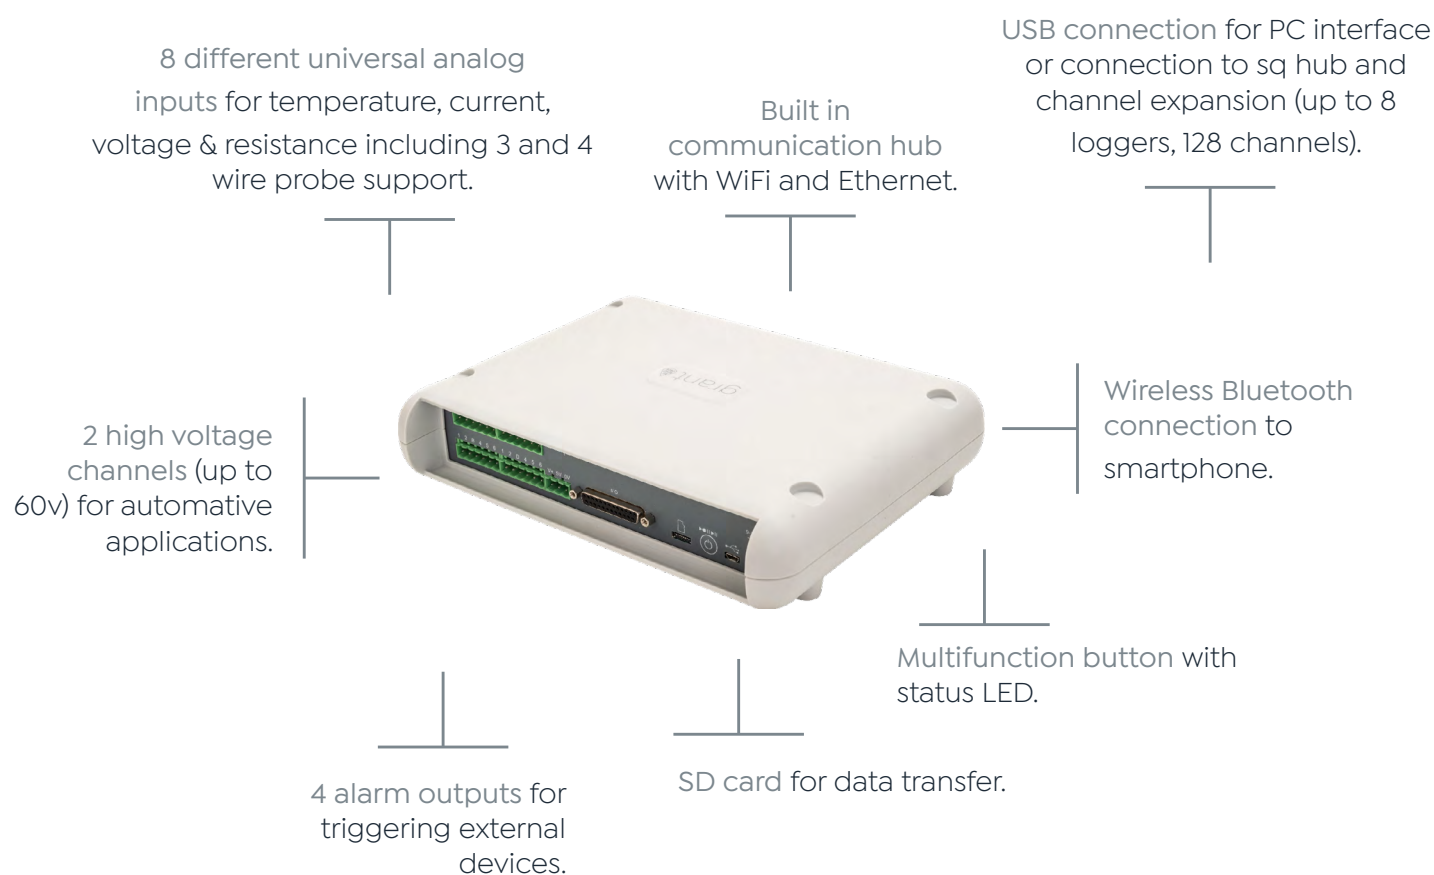 8 different universal analog
inputs for temperature, current,
voltage & resistance including 3 and 4
wire probe support.
Built in
communication hub
with WiFi and Ethernet.
USB connection for PC interface
or connection to sq hub and
channel expansion (up to 8
loggers, 128 channels).
2 high voltage
channels (up to
60v) for automative
applications.
grant
Wireless Bluetooth
connection to
smartphone.
Multifunction button with
status LED.
SD card for data transfer.
4 alarm outputs for
triggering external
devices.